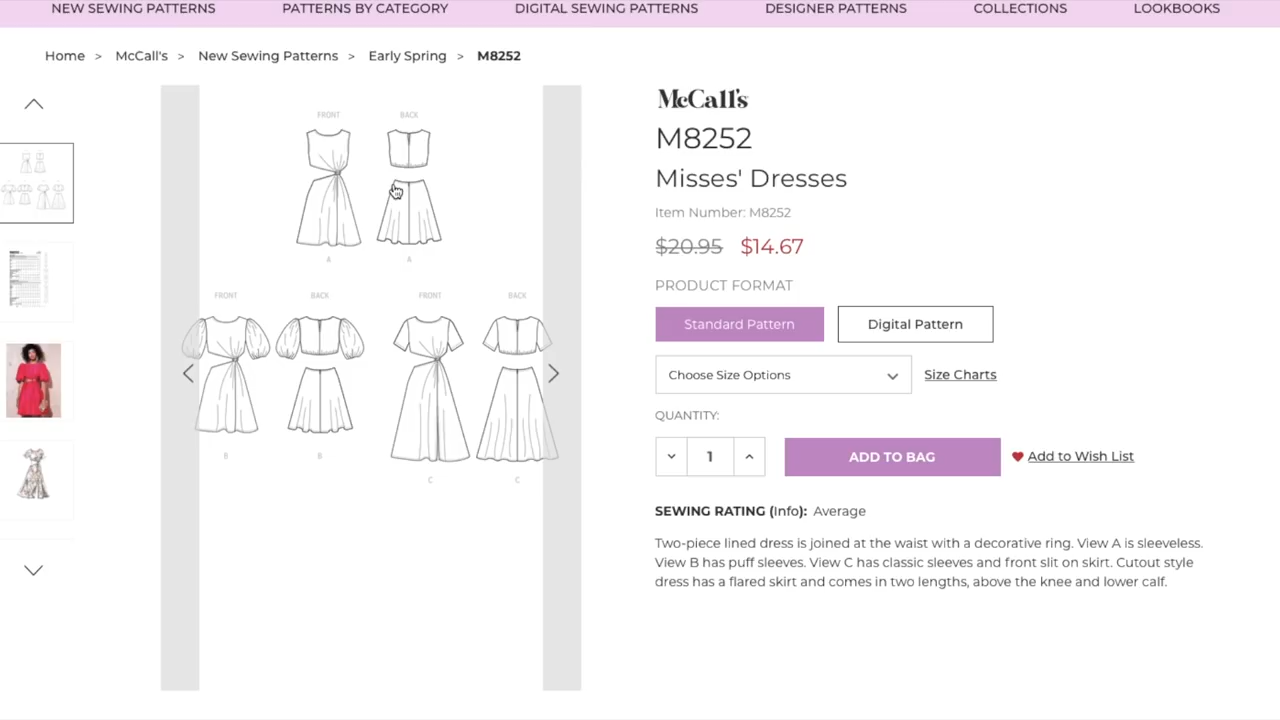 NEW SEWING PATTERNS PATTERNS BY CATEGORY DIGITAL SEWING PATTERNS DESIGNER PATTERNS COLLECTIONS LOOKBOOKS
Home > McCall's > New Sewing Patterns > Early Spring > M8252
FRONT BACK
A A
FRONT BACK FRONT BACK
B B
C C
McCall's
M8252
Misses' Dresses
Item Number: M8252
$20.95 $14.67
PRODUCT FORMAT
Standard Pattern Digital Pattern
Choose Size Options Size Charts
QUANTITY:
1 ADD TO BAG Add to Wish List
SEWING RATING (Info): Average
Two-piece lined dress is joined at the waist with a decorative ring. View A is sleeveless.
View B has puff sleeves. View C has classic sleeves and front slit on skirt. Cutout style
dress has a flared skirt and comes in two lengths, above the knee and lower calf.